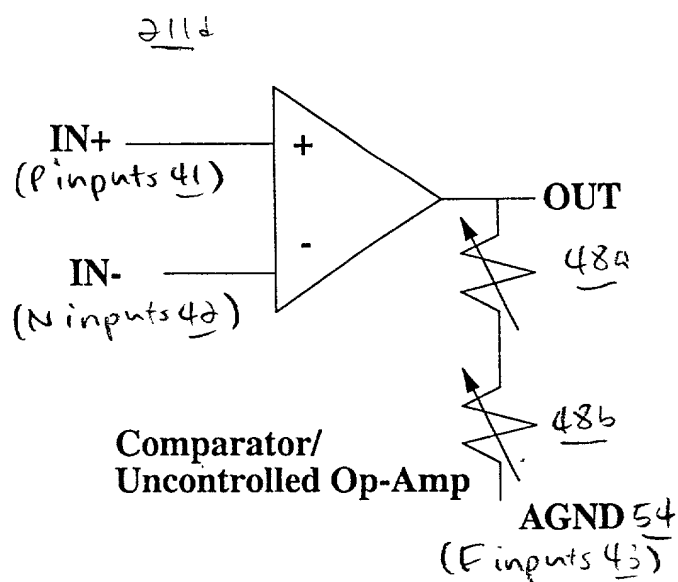 211d
IN+
(P inputs 41)
+
OUT
-
48a
IN-
(N inputs 42)
48b
Comparator/
Uncontrolled Op-Amp
AGND 54
(F inputs 43)